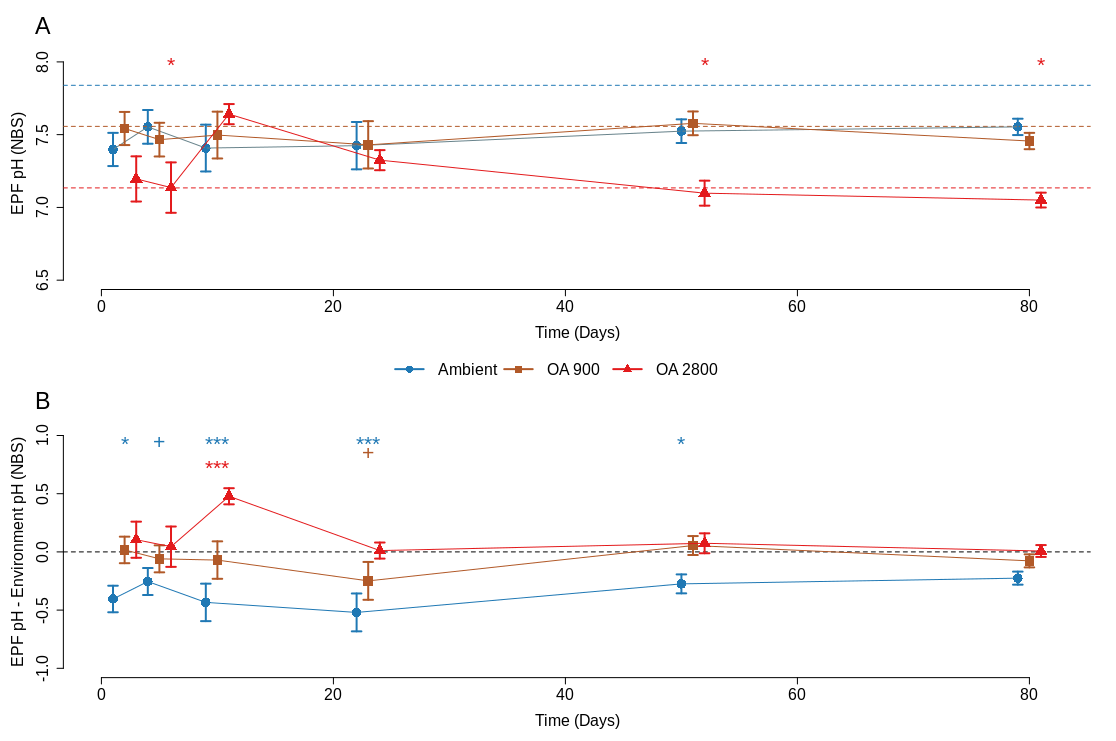 A
EPF pH (NBS)
8.0
7.5
7.0
6.5
* * *
0 20 40 60 80
Time (Days)
Ambient OA 900 OA 2800
B
EPF pH - Environment pH (NBS)
1.0
0.5
0.0
-0.5
-1.0
* + *** *** *
+
***
0 20 40 60 80
Time (Days)